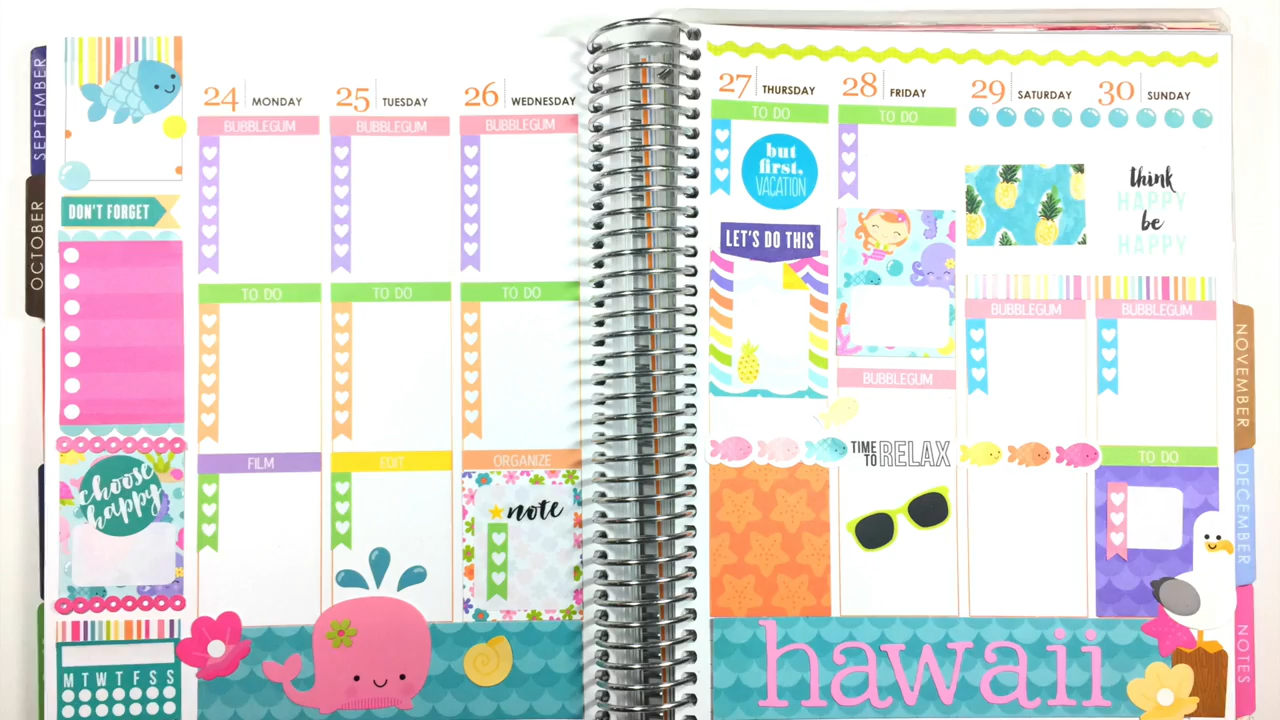 SEPTEMBER
OCTOBER
DON'T FORGET
choose
happy
M T W T F S S
24 MONDAY
BUBBLEGUM
TO DO
FILM
25 TUESDAY
BUBBLEGUM
TO DO
EDIT
26 WEDNESDAY
BUBBLEGUM
TO DO
ORGANIZE
note
27 THURSDAY
TO DO
but
first,
VACATION
LET'S DO THIS
28 FRIDAY
TO DO
BUBBLEGUM
TIME
TO RELAX
29 SATURDAY
BUBBLEGUM
30 SUNDAY
think
HAPPY
be
HAPPY
BUBBLEGUM
TO DO
hawaii
NOVEMBER
DECEMBER
NOTES